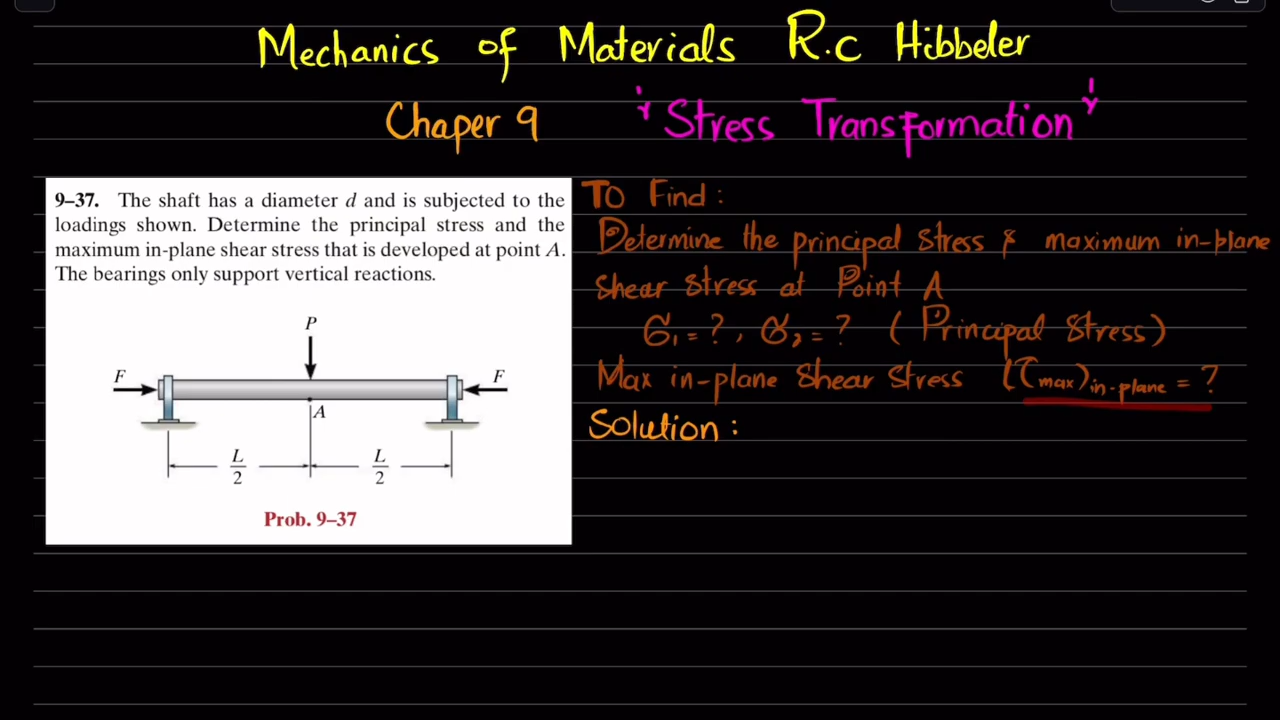 Mechanics of Materials R.c Hibbeler
Chaper 9 "Stress Transformation"
9–37. The shaft has a diameter d and is subjected to the
loadings shown. Determine the principal stress and the
maximum in-plane shear stress that is developed at point A.
The bearings only support vertical reactions.
P
F
F
A
L/2
L/2
Prob. 9–37
To Find :
Determine the principal stress & maximum in-plane
Shear stress at Point A
σ₁ = ? , σ₂ = ? ( Principal Stress )
Max in-plane Shear Stress (τmax)in-plane = ?
Solution :